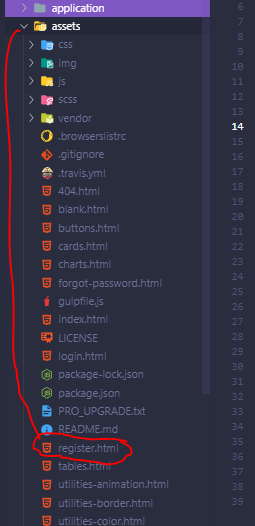 application
assets
css
img
js
scss
vendor
.browserslistrc
.gitignore
.travis.yml
404.html
blank.html
buttons.html
cards.html
charts.html
forgot-password.html
gulpfile.js
index.html
LICENSE
login.html
package-lock.json
package.json
PRO_UPGRADE.txt
README.md
register.html
tables.html
utilities-animation.html
utilities-border.html
utilities-color.html
6
7
8
9
10
11
12
13
14
15
16
17
18
19
20
21
22
23
24
25
26
27
28
29
30
31
32
33
34
35
36
37
38
39